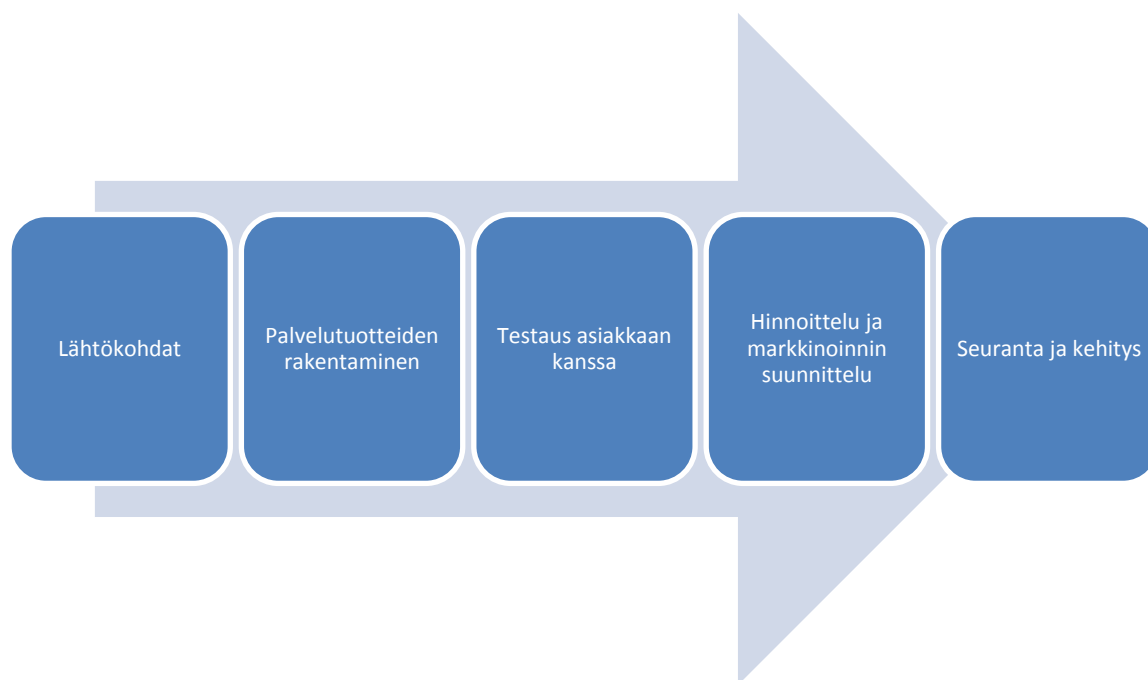 Lähtökohdat
Palvelutuotteiden
rakentaminen
Testaus asiakkaan
kanssa
Hinnoittelu ja
markkinoinnin
suunnittelu
Seuranta ja kehitys